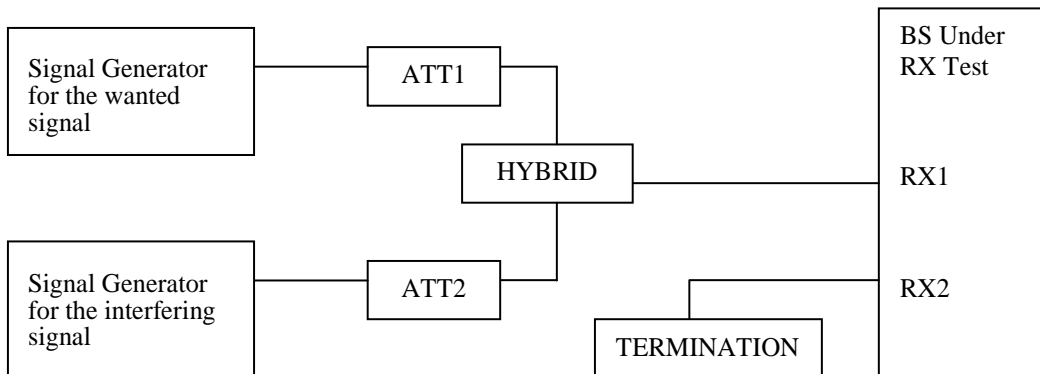 Signal Generator
for the wanted
signal
ATT1
HYBRID
Signal Generator
for the interfering
signal
ATT2
TERMINATION
BS Under
RX Test
RX1
RX2